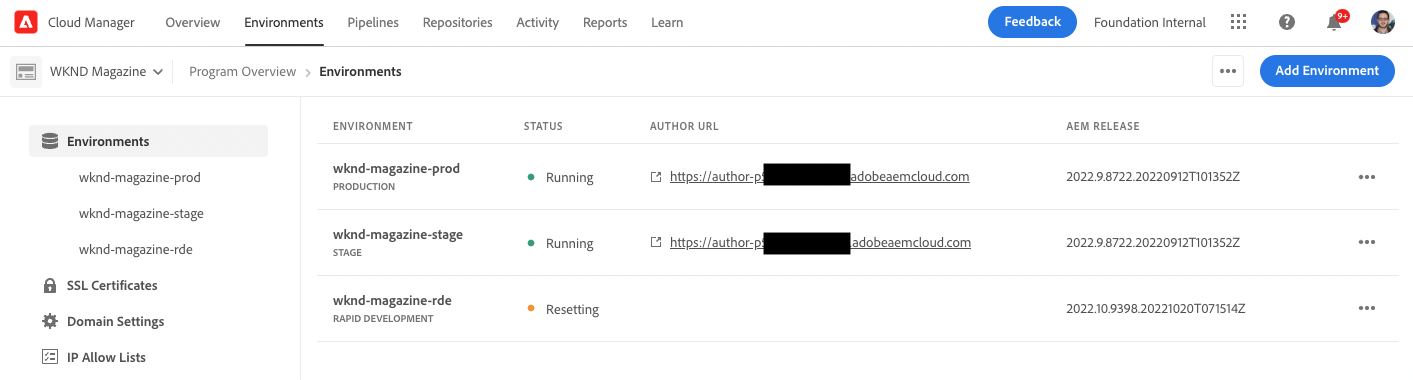 Cloud Manager Overview Environments Pipelines Repositories Activity Reports Learn Feedback Foundation Internal 9+
WKND Magazine Program Overview > Environments ••• Add Environment
Environments
wknd-magazine-prod
wknd-magazine-stage
wknd-magazine-rde
SSL Certificates
Domain Settings
IP Allow Lists
ENVIRONMENT STATUS AUTHOR URL AEM RELEASE
wknd-magazine-prod Running https://author-p adobeaemcloud.com 2022.9.8722.20220912T101352Z
PRODUCTION
wknd-magazine-stage Running https://author-p .adobeaemcloud.com 2022.9.8722.20220912T101352Z
STAGE
wknd-magazine-rde Resetting 2022.10.9398.20221020T071514Z
RAPID DEVELOPMENT